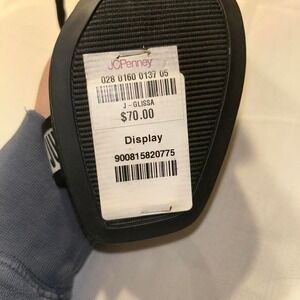 JCPenney
028 0160 0137 05
J - GLISSA
$70.00
Display
900815820775